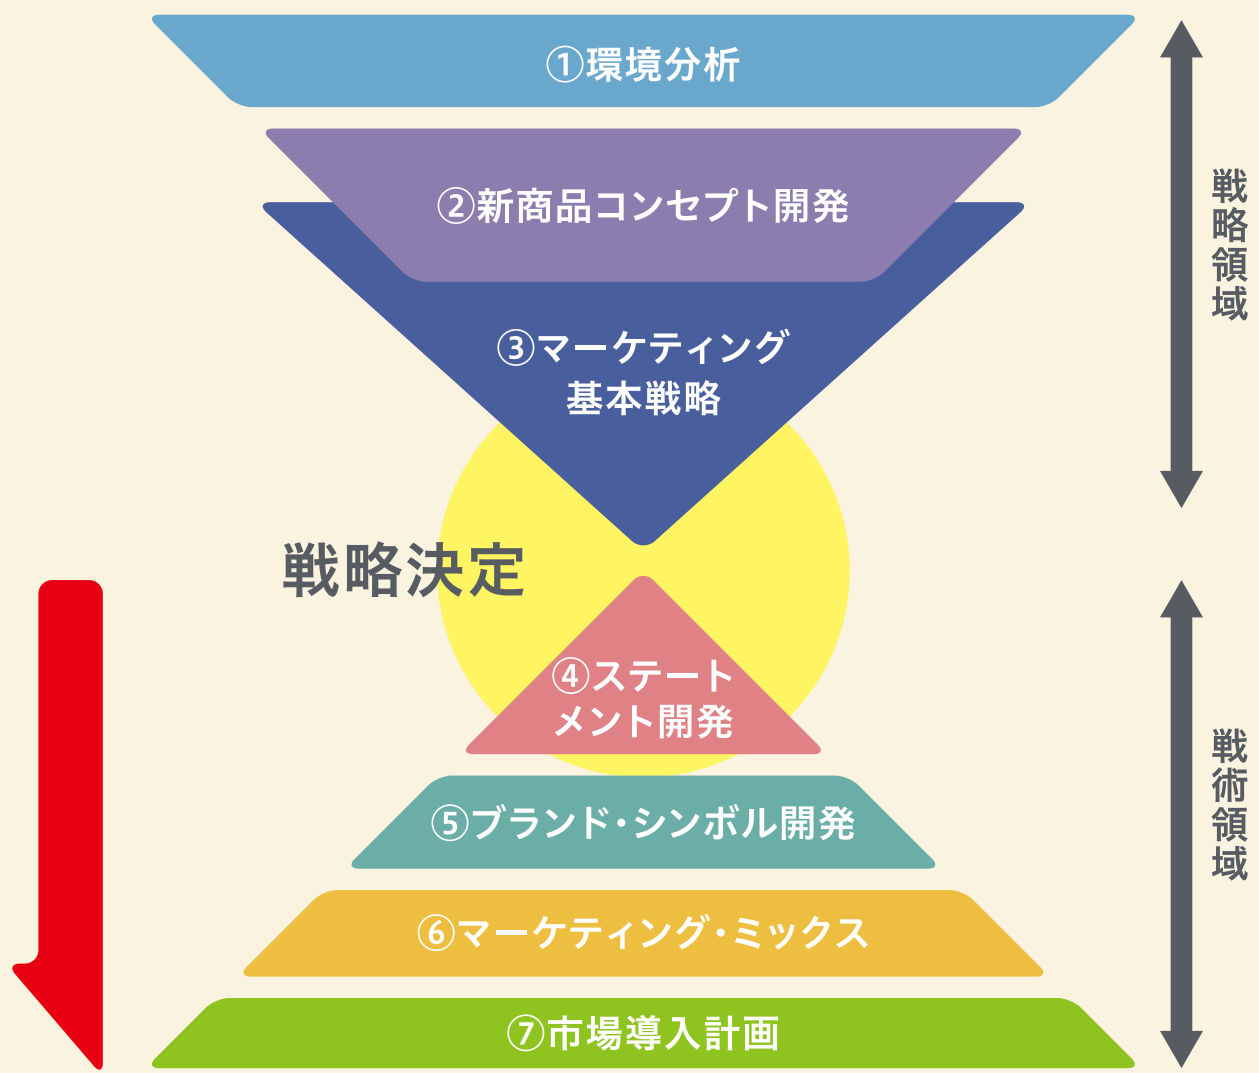 ①環境分析
②新商品コンセプト開発
③マーケティング
基本戦略
戦略領域
戦略決定
④ステート
メント開発
⑤ブランド・シンボル開発
⑥マーケティング・ミックス
⑦市場導入計画
戦術領域